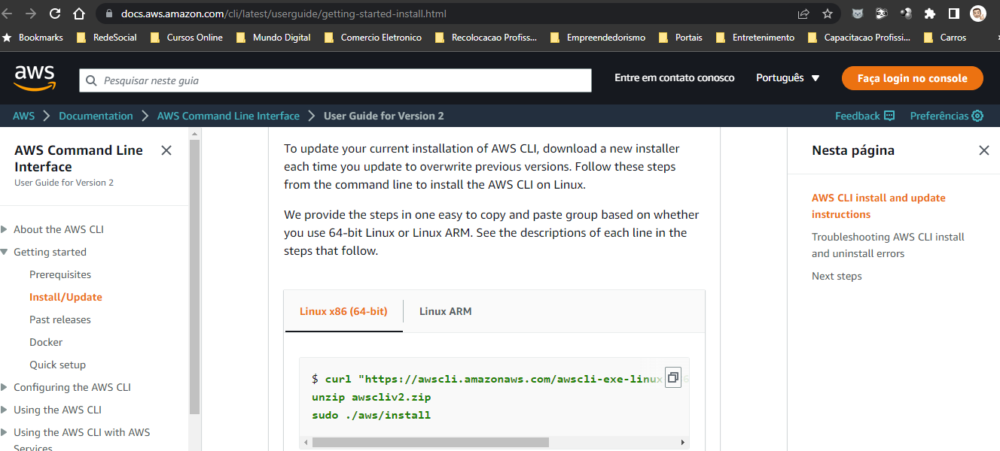 docs.aws.amazon.com/cli/latest/userguide/getting-started-install.html
Bookmarks RedeSocial Cursos Online Mundo Digital Comercio Eletronico Recolocacao Profiss... Empreendedorismo Portais Entretenimento Capacitacao Profissi... Carros
aws
Pesquisar neste guia
Entre em contato conosco
Português
Faça login no console
AWS > Documentation > AWS Command Line Interface > User Guide for Version 2
Feedback
Preferências
AWS Command Line
Interface
User Guide for Version 2
About the AWS CLI
Getting started
Prerequisites
Install/Update
Past releases
Docker
Quick setup
Configuring the AWS CLI
Using the AWS CLI
Using the AWS CLI with AWS
Services
To update your current installation of AWS CLI, download a new installer
each time you update to overwrite previous versions. Follow these steps
from the command line to install the AWS CLI on Linux.
We provide the steps in one easy to copy and paste group based on whether
you use 64-bit Linux or Linux ARM. See the descriptions of each line in the
steps that follow.
Linux x86 (64-bit)
Linux ARM
$ curl "https://awscli.amazonaws.com/awscli-exe-linux
unzip awscliv2.zip
sudo ./aws/install
Nesta página
AWS CLI install and update
instructions
Troubleshooting AWS CLI install
and uninstall errors
Next steps